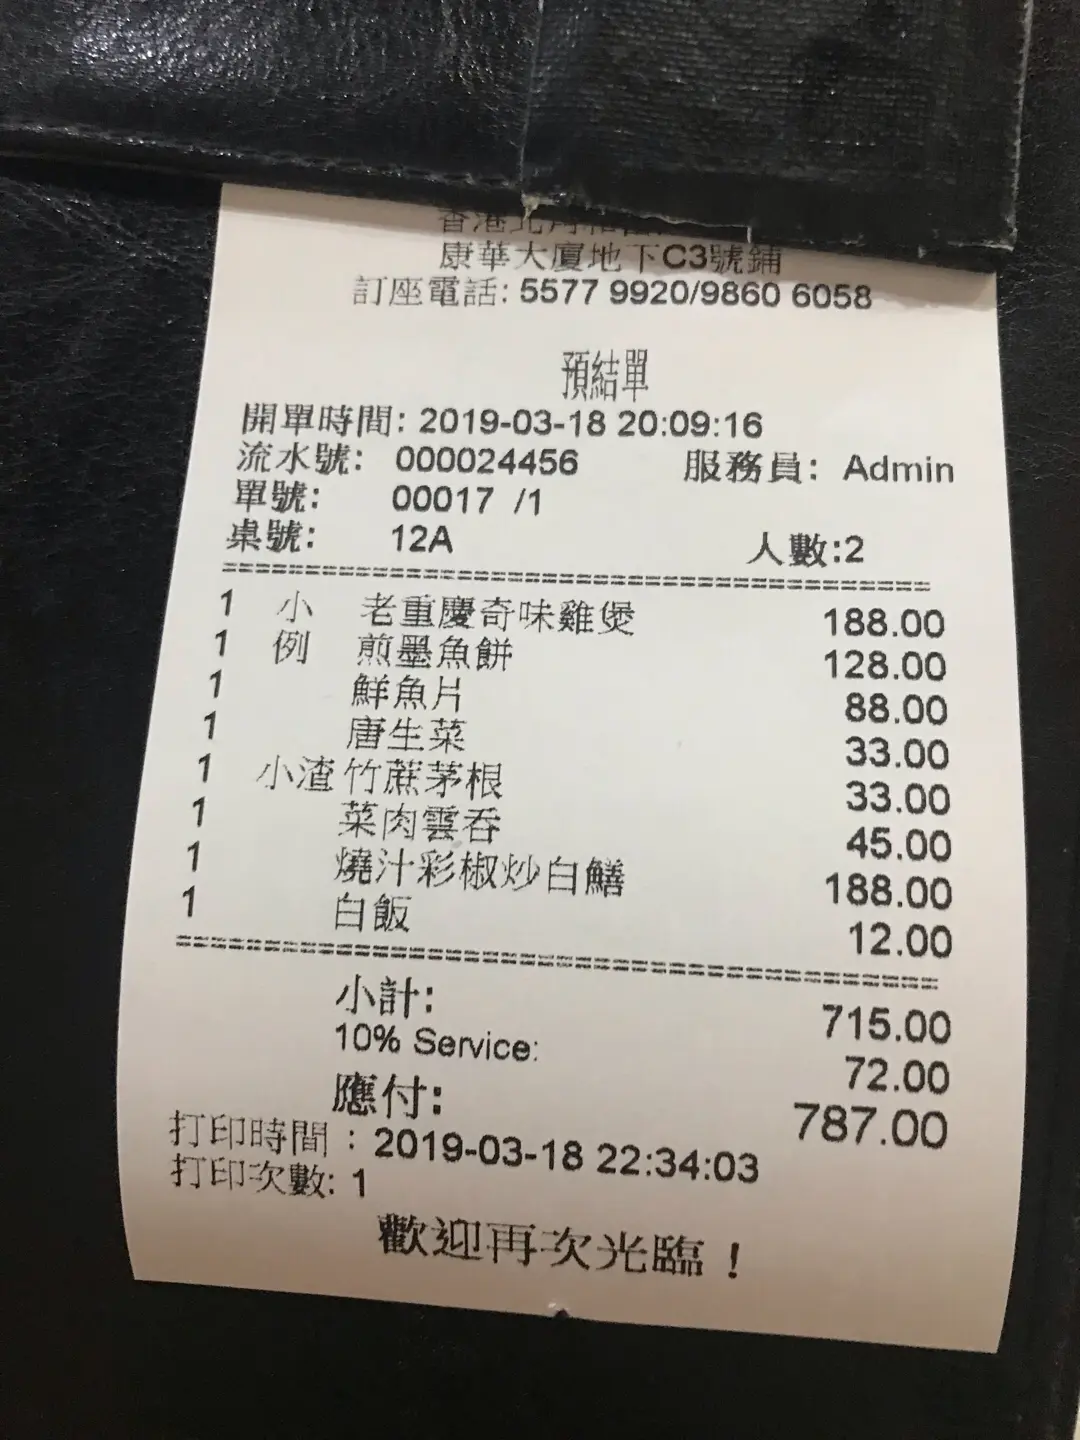 香港北角
康華大廈地下C3號鋪
訂座電話: 5577 9920/9860 6058
預結單
開單時間: 2019-03-18 20:09:16
流水號: 000024456 服務員: Admin
單號: 00017 /1
桌號: 12A 人數:2
1 小 老重慶奇味雞煲 188.00
1 例 煎墨魚餅 128.00
1 鮮魚片 88.00
1 唐生菜 33.00
1 小渣 竹蔗茅根 33.00
1 菜肉雲吞 45.00
1 燒汁彩椒炒白鱔 188.00
1 白飯 12.00
小計: 715.00
10% Service: 72.00
應付: 787.00
打印時間 : 2019-03-18 22:34:03
打印次數: 1
歡迎再次光臨！